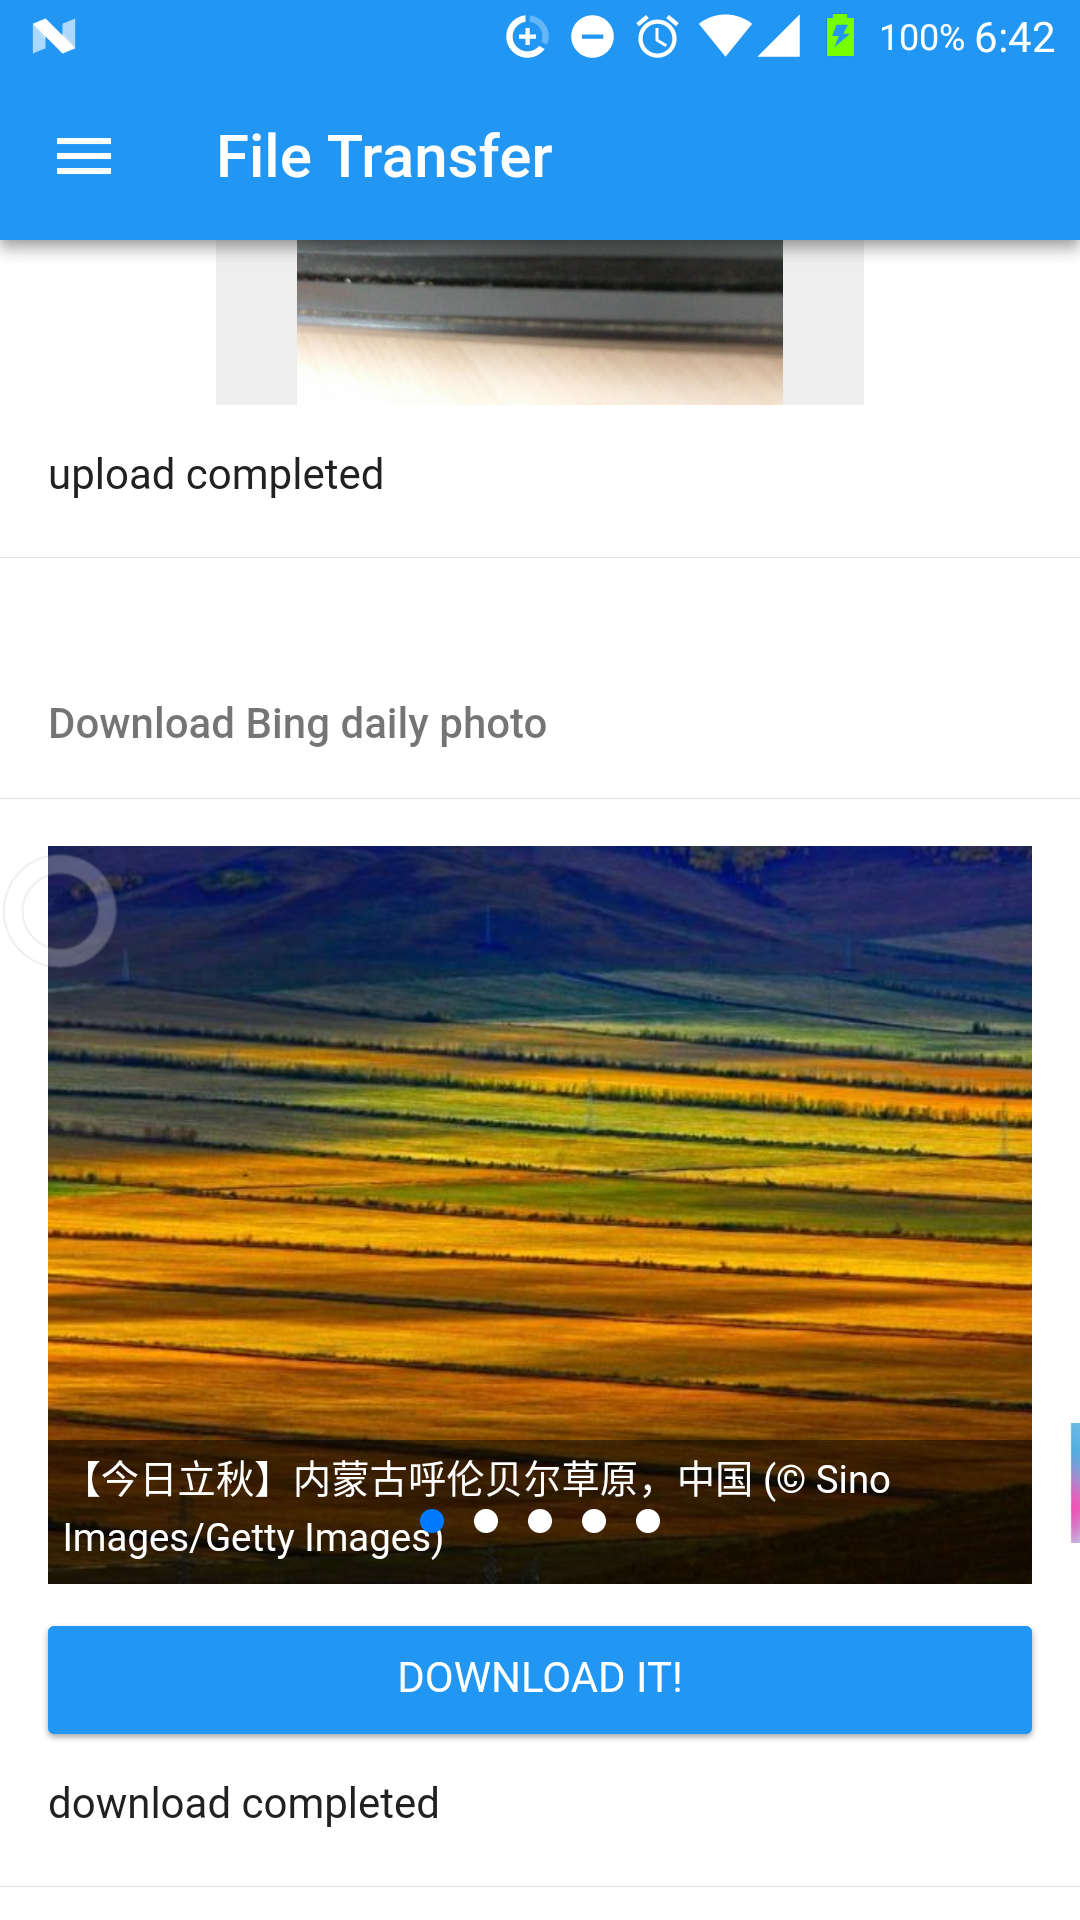 100% 6:42
File Transfer
upload completed
Download Bing daily photo
【今日立秋】内蒙古呼伦贝尔草原，中国 (© Sino
Images/Getty Images)
DOWNLOAD IT!
download completed